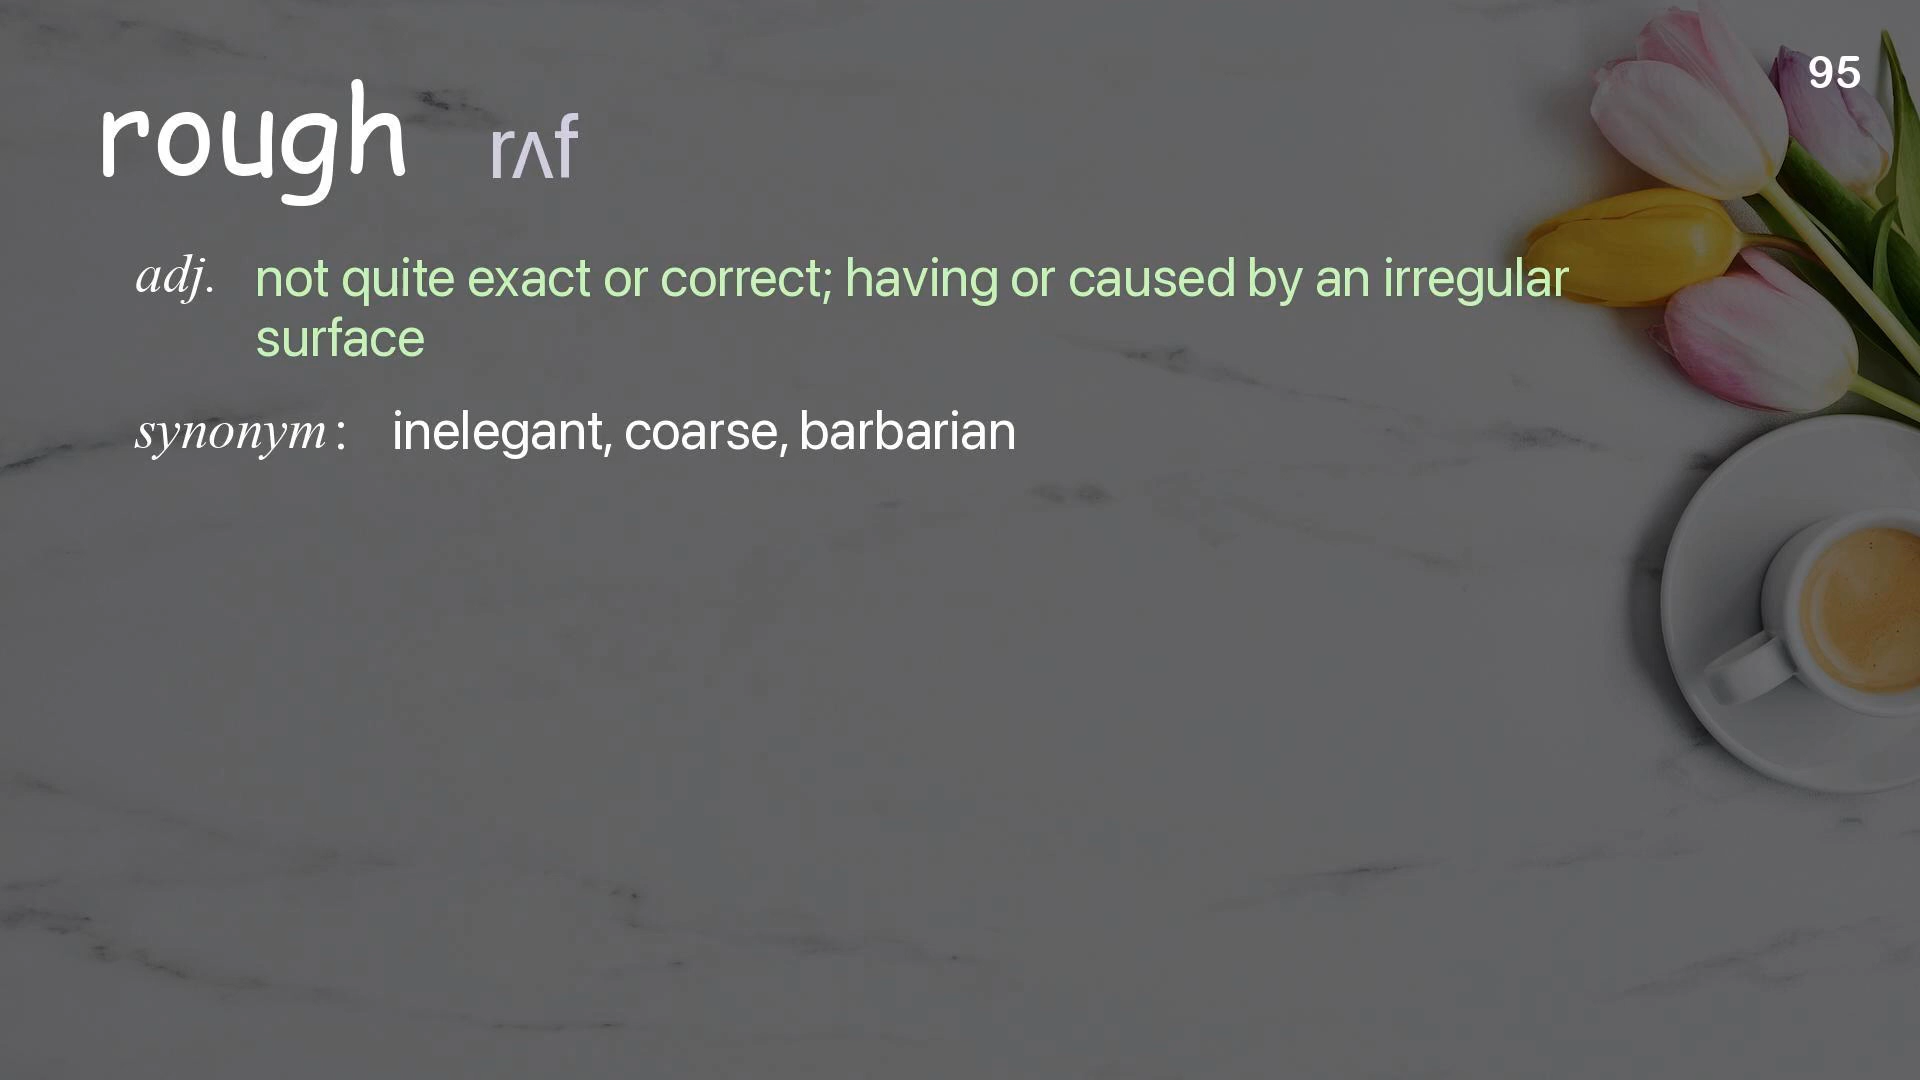 95
rough rʌf
adj. not quite exact or correct; having or caused by an irregular
surface
synonym: inelegant, coarse, barbarian